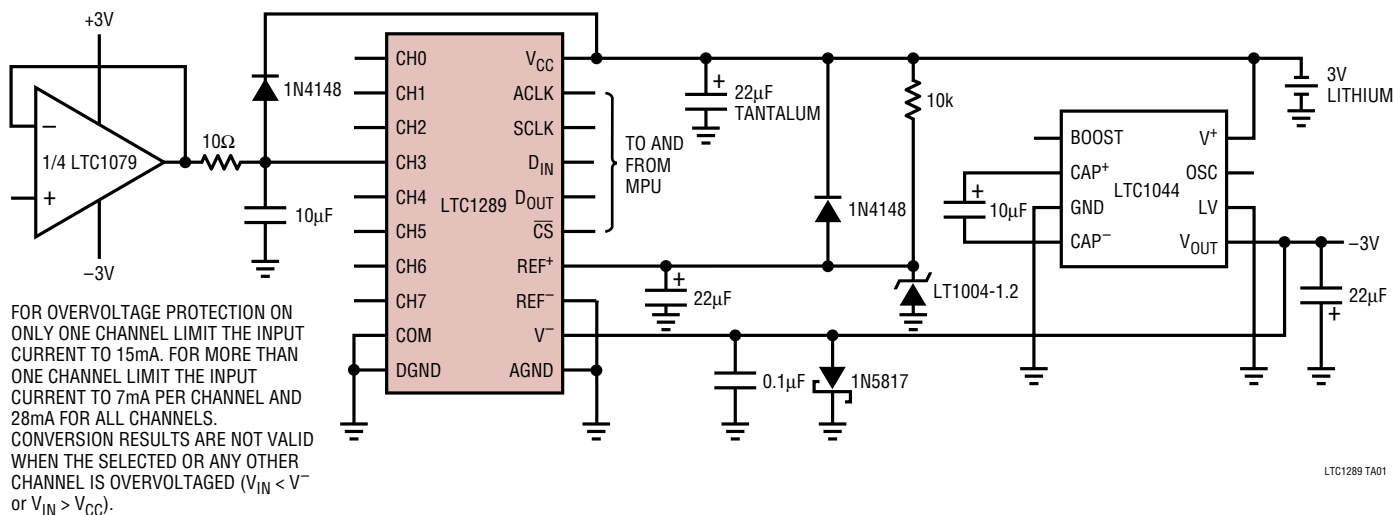 +3V
1/4 LTC1079
−
+
−3V
10Ω
1N4148
10µF
CH0
CH1
CH2
CH3
CH4
CH5
CH6
CH7
COM
DGND
LTC1289
VCC
ACLK
SCLK
DIN
DOUT
CS
REF+
REF−
V−
AGND
TO AND
FROM
MPU
+
22µF
TANTALUM
10k
1N4148
+
22µF
LT1004-1.2
0.1µF
1N5817
+
10µF
BOOST
CAP+
GND
CAP−
LTC1044
V+
OSC
LV
VOUT
3V
LITHIUM
−3V
22µF
+
FOR OVERVOLTAGE PROTECTION ON
ONLY ONE CHANNEL LIMIT THE INPUT
CURRENT TO 15mA. FOR MORE THAN
ONE CHANNEL LIMIT THE INPUT
CURRENT TO 7mA PER CHANNEL AND
28mA FOR ALL CHANNELS.
CONVERSION RESULTS ARE NOT VALID
WHEN THE SELECTED OR ANY OTHER
CHANNEL IS OVERVOLTAGED (VIN < V−
or VIN > VCC).
LTC1289 TA01